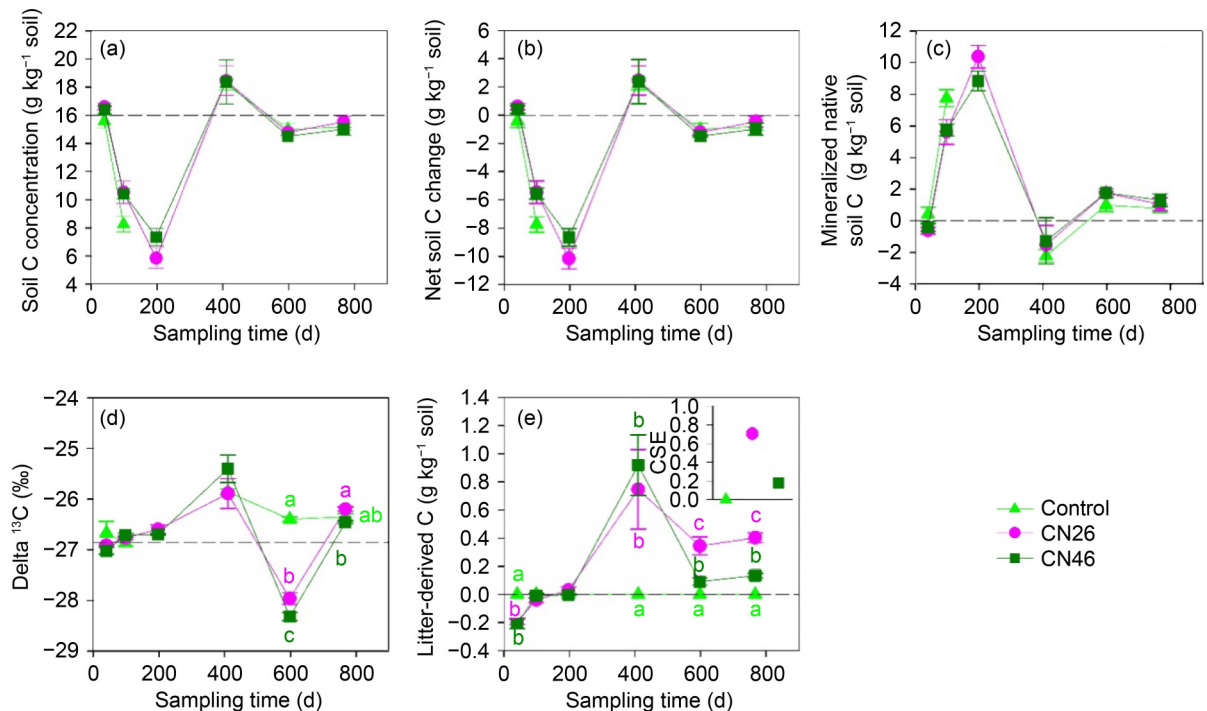 (a)
Soil C concentration (g kg⁻¹ soil)
22
20
18
16
14
12
10
8
6
4
0 200 400 600 800
Sampling time (d)
(b)
Net soil C change (g kg⁻¹ soil)
6
4
2
0
−2
−4
−6
−8
−10
−12
0 200 400 600 800
Sampling time (d)
(c)
Mineralized native
soil C (g kg⁻¹ soil)
12
10
8
6
4
2
0
−2
−4
0 200 400 600 800
Sampling time (d)
(d)
Delta ¹³C (‰)
−24
−25
−26
−27
−28
−29
a
a
ab
b
b
c
0 200 400 600 800
Sampling time (d)
(e)
Litter-derived C (g kg⁻¹ soil)
1.4
1.2
1.0
0.8
0.6
0.4
0.2
0.0
−0.2
−0.4
CSE
1.0
0.8
0.6
0.4
0.2
0.0
b
b
c
c
b
b
a
a
a
a
b
b
0 200 400 600 800
Sampling time (d)
Control
CN26
CN46